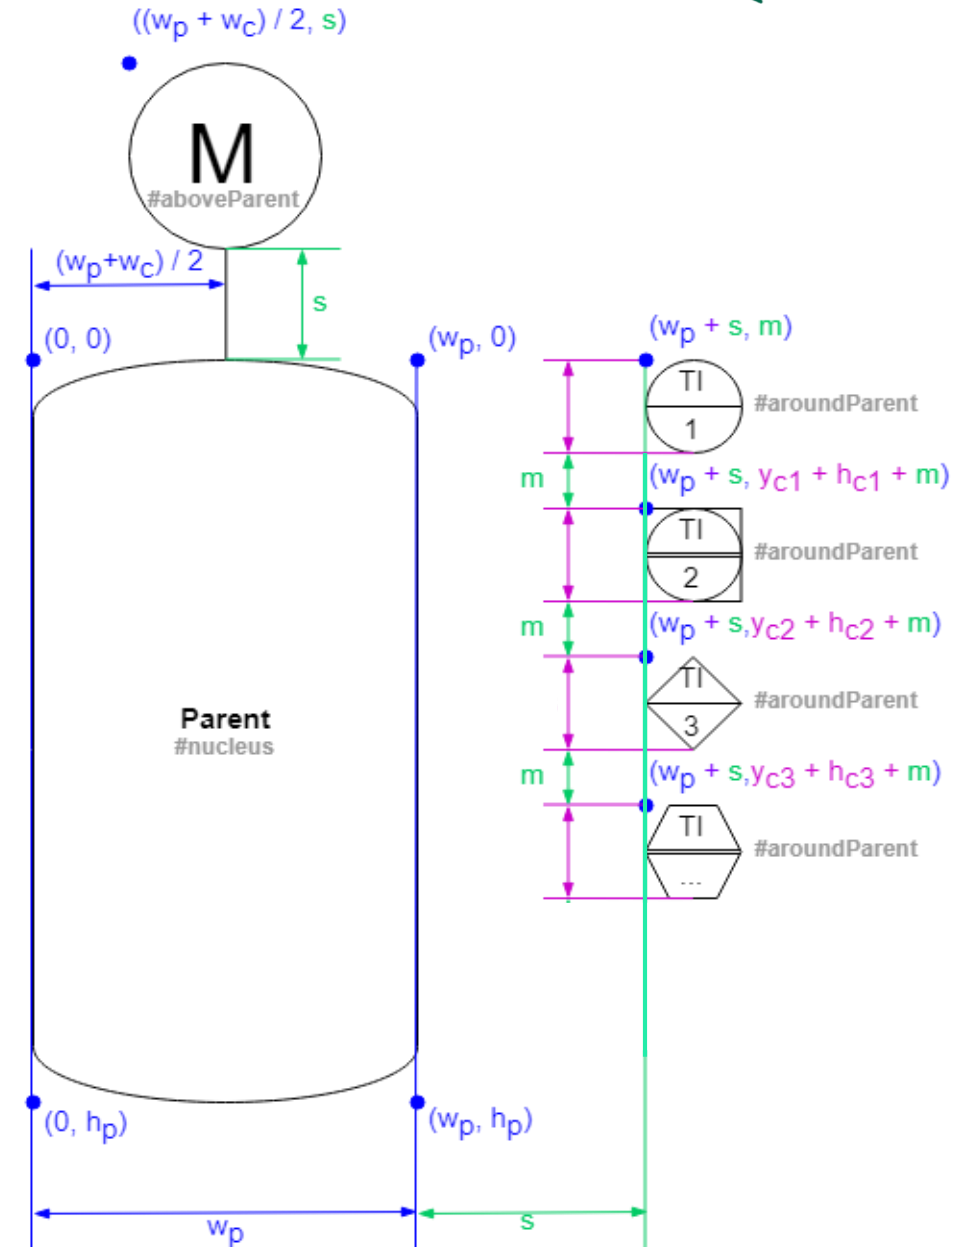 ((wp + wc) / 2, s)
M
#aboveParent
(wp+wc) / 2
s
(0, 0)
(wp, 0)
(wp + s, m)
TI
1
#aroundParent
m
(wp + s, yc1 + hc1 + m)
TI
2
#aroundParent
m
(wp + s,yc2 + hc2 + m)
TI
3
#aroundParent
Parent
#nucleus
m
(wp + s,yc3 + hc3 + m)
TI
...
#aroundParent
(0, hp)
(wp, hp)
wp
s